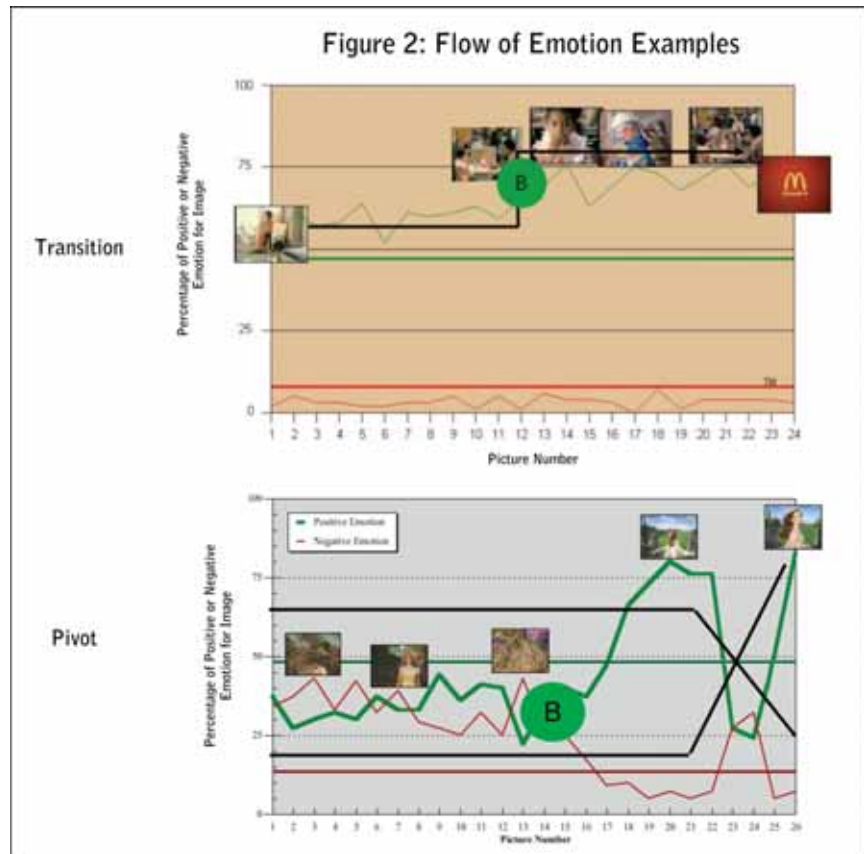 Figure 2: Flow of Emotion Examples
Transition
Percentage of Positive or Negative
Emotion for Image
100
75
25
0
B
TM
1 2 3 4 5 6 7 8 9 10 11 12 13 14 15 16 17 18 19 20 21 22 23 24
Picture Number
Pivot
Percentage of Positive or Negative
Emotion for Image
100
75
50
25
0
Positive Emotion
Negative Emotion
B
1 2 3 4 5 6 7 8 9 10 11 12 13 14 15 16 17 18 19 20 21 22 23 24 25 26
Picture Number